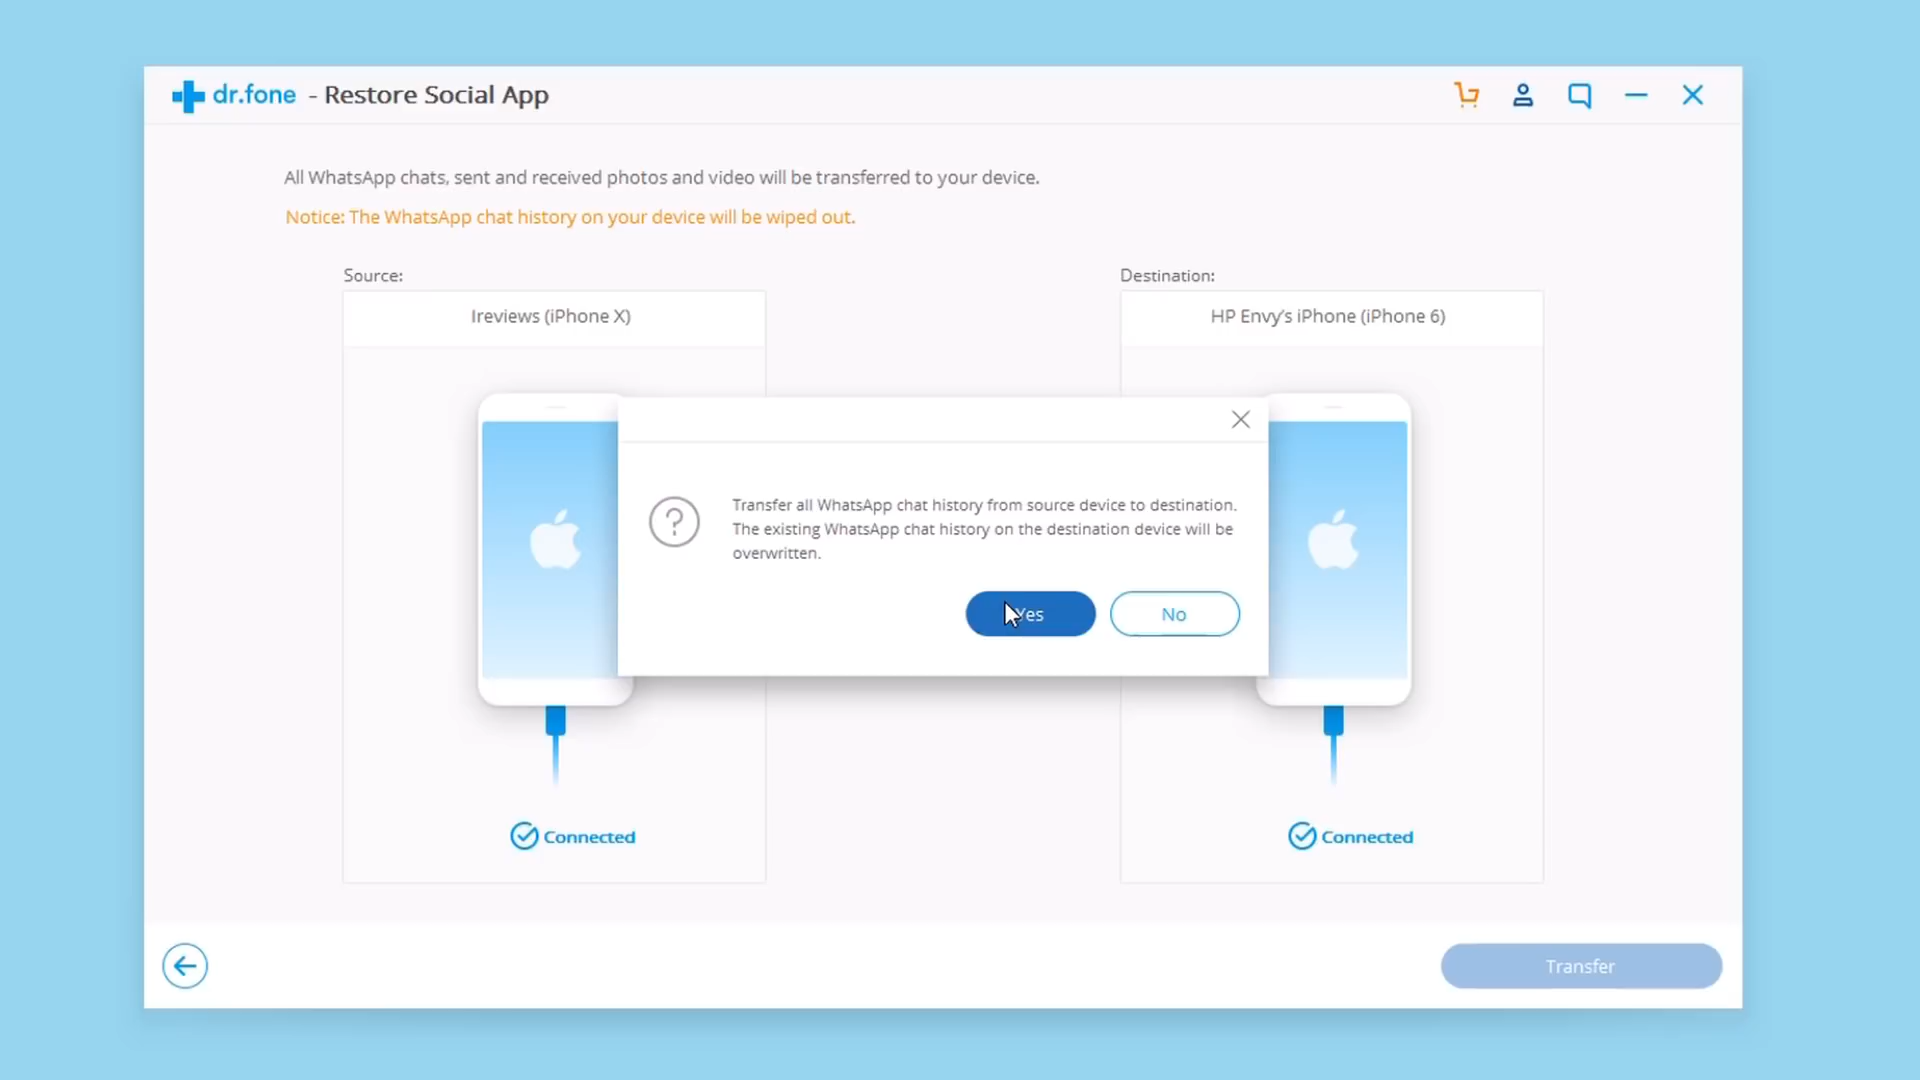 dr.fone - Restore Social App
All WhatsApp chats, sent and received photos and video will be transferred to your device.
Notice: The WhatsApp chat history on your device will be wiped out.
Source:
Destination:
Ireviews (iPhone X)
HP Envy's iPhone (iPhone 6)
?
Transfer all WhatsApp chat history from source device to destination.
The existing WhatsApp chat history on the destination device will be
overwritten.
Yes
No
Connected
Connected
Transfer